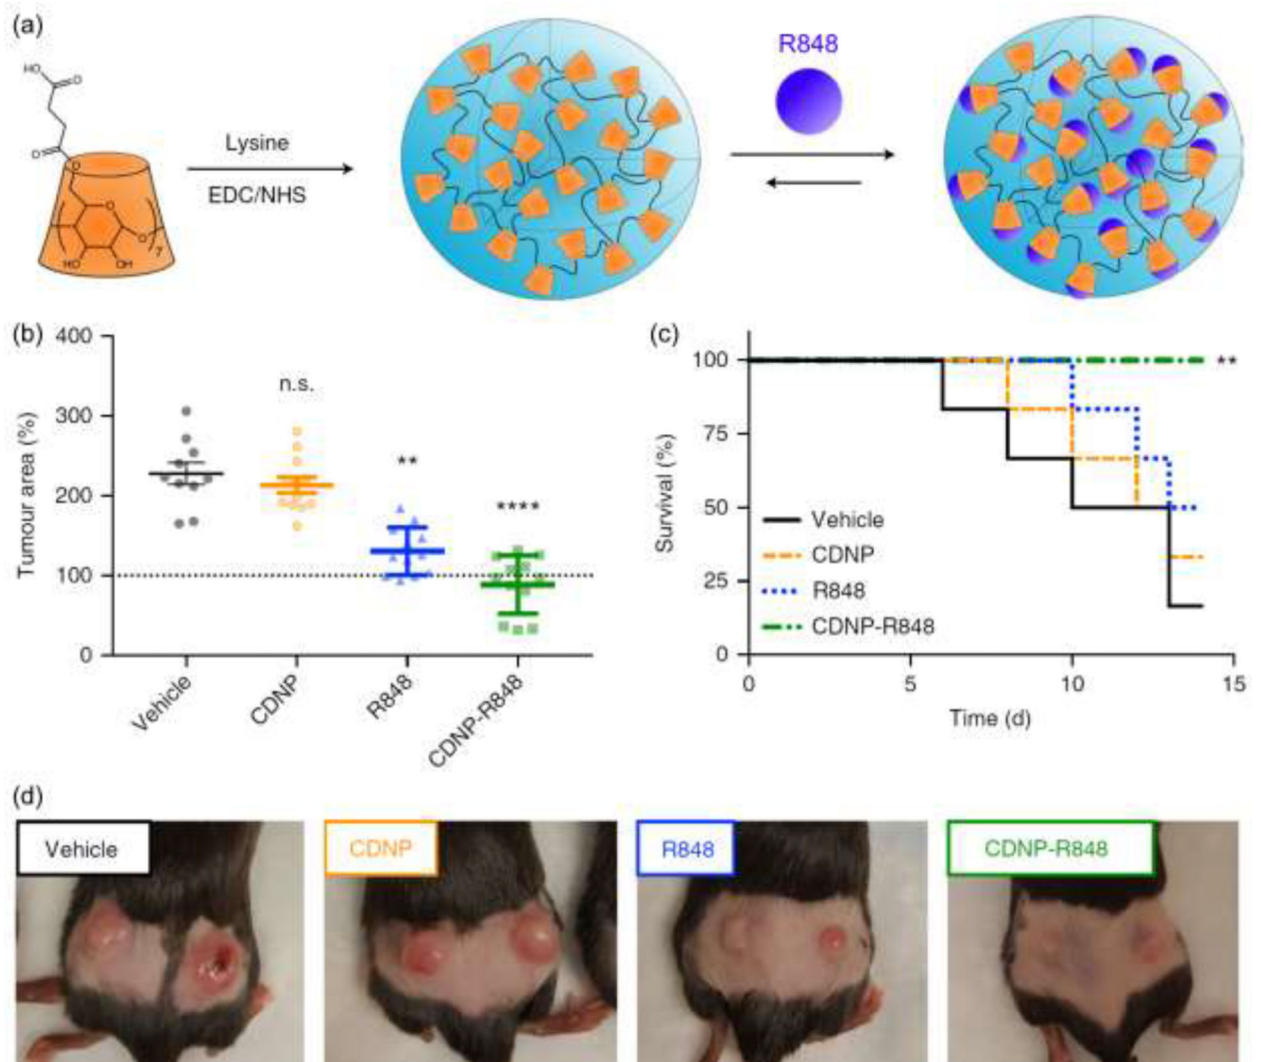 (a)
HO
O
O
O
O
O
7
HO
OH
Lysine
EDC/NHS
R848
(b)
400
300
200
100
0
Tumour area (%)
n.s.
**
****
Vehicle
CDNP
R848
CDNP-R848
(c)
100
75
50
25
0
Survival (%)
**
Vehicle
CDNP
R848
CDNP-R848
0
5
10
15
Time (d)
(d)
Vehicle
CDNP
R848
CDNP-R848